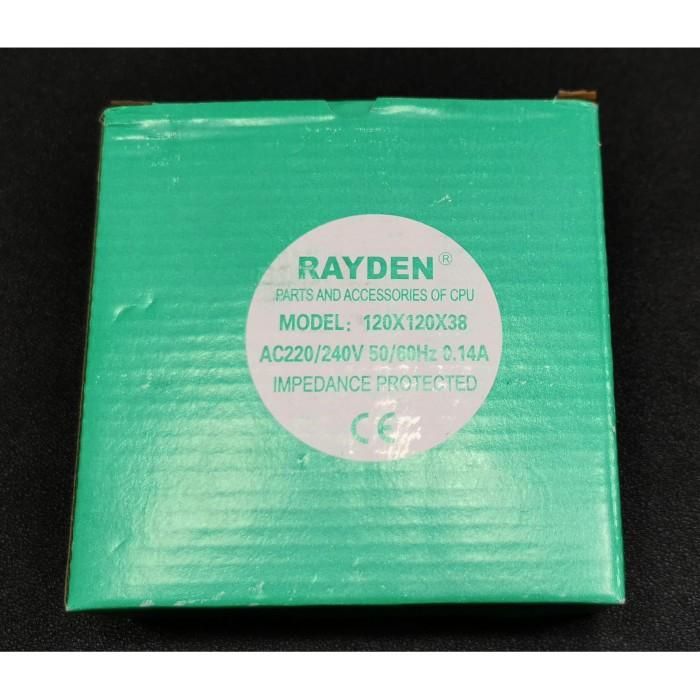 RAYDEN®
PARTS AND ACCESSORIES OF CPU
MODEL: 120X120X38
AC220/240V 50/60Hz 0.14A
IMPEDANCE PROTECTED
CE